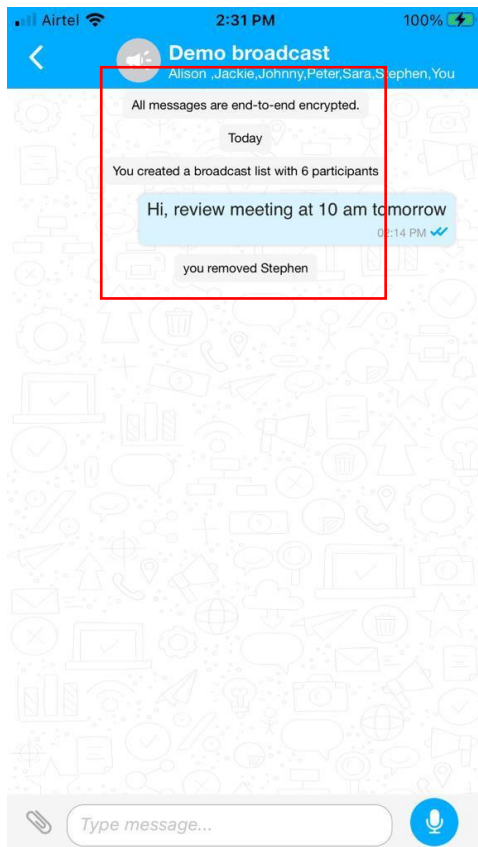 Airtel 2:31 PM 100%
Demo broadcast
Alison ,Jackie,Johnny,Peter,Sara,Stephen,You
All messages are end-to-end encrypted.
Today
You created a broadcast list with 6 participants
Hi, review meeting at 10 am tomorrow
02:14 PM
you removed Stephen
Type message...